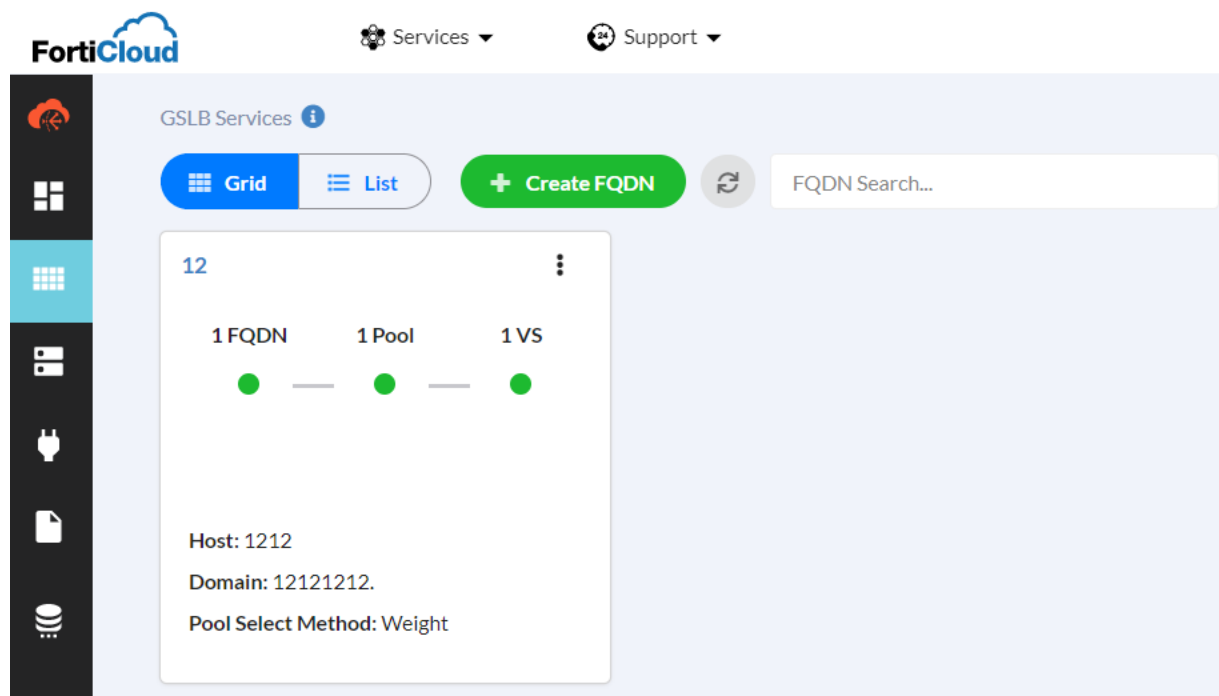 FortiCloud
Services
24
Support
GSLB Services i
Grid
List
+ Create FQDN
FQDN Search...
12
1 FQDN
1 Pool
1 VS
Host: 1212
Domain: 12121212.
Pool Select Method: Weight